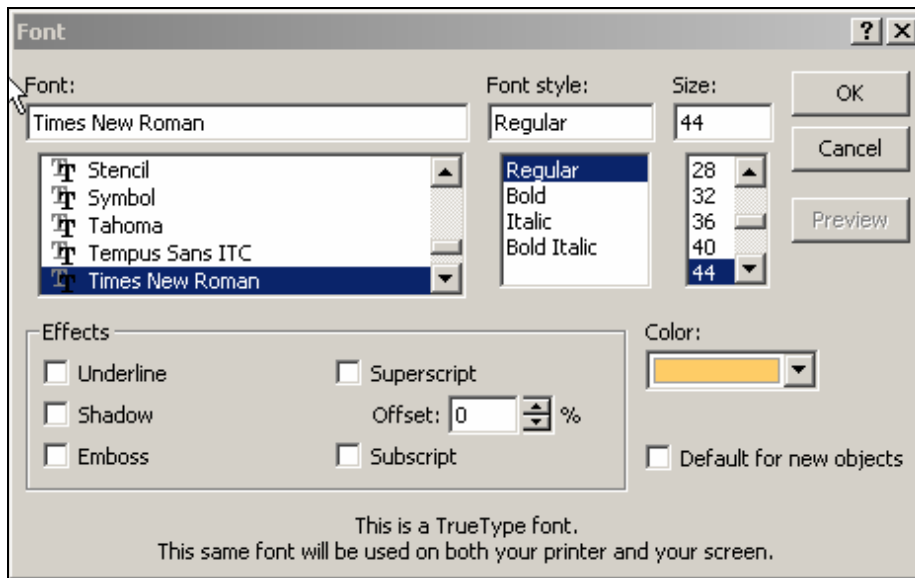 Font
Font:
Font style:
Size:
OK
Times New Roman
Regular
44
Cancel
Stencil
Symbol
Tahoma
Tempus Sans ITC
Times New Roman
Regular
Bold
Italic
Bold Italic
28
32
36
40
44
Preview
Effects
Underline
Shadow
Emboss
Superscript
Offset: 0 %
Subscript
Color:
Default for new objects
This is a TrueType font.
This same font will be used on both your printer and your screen.